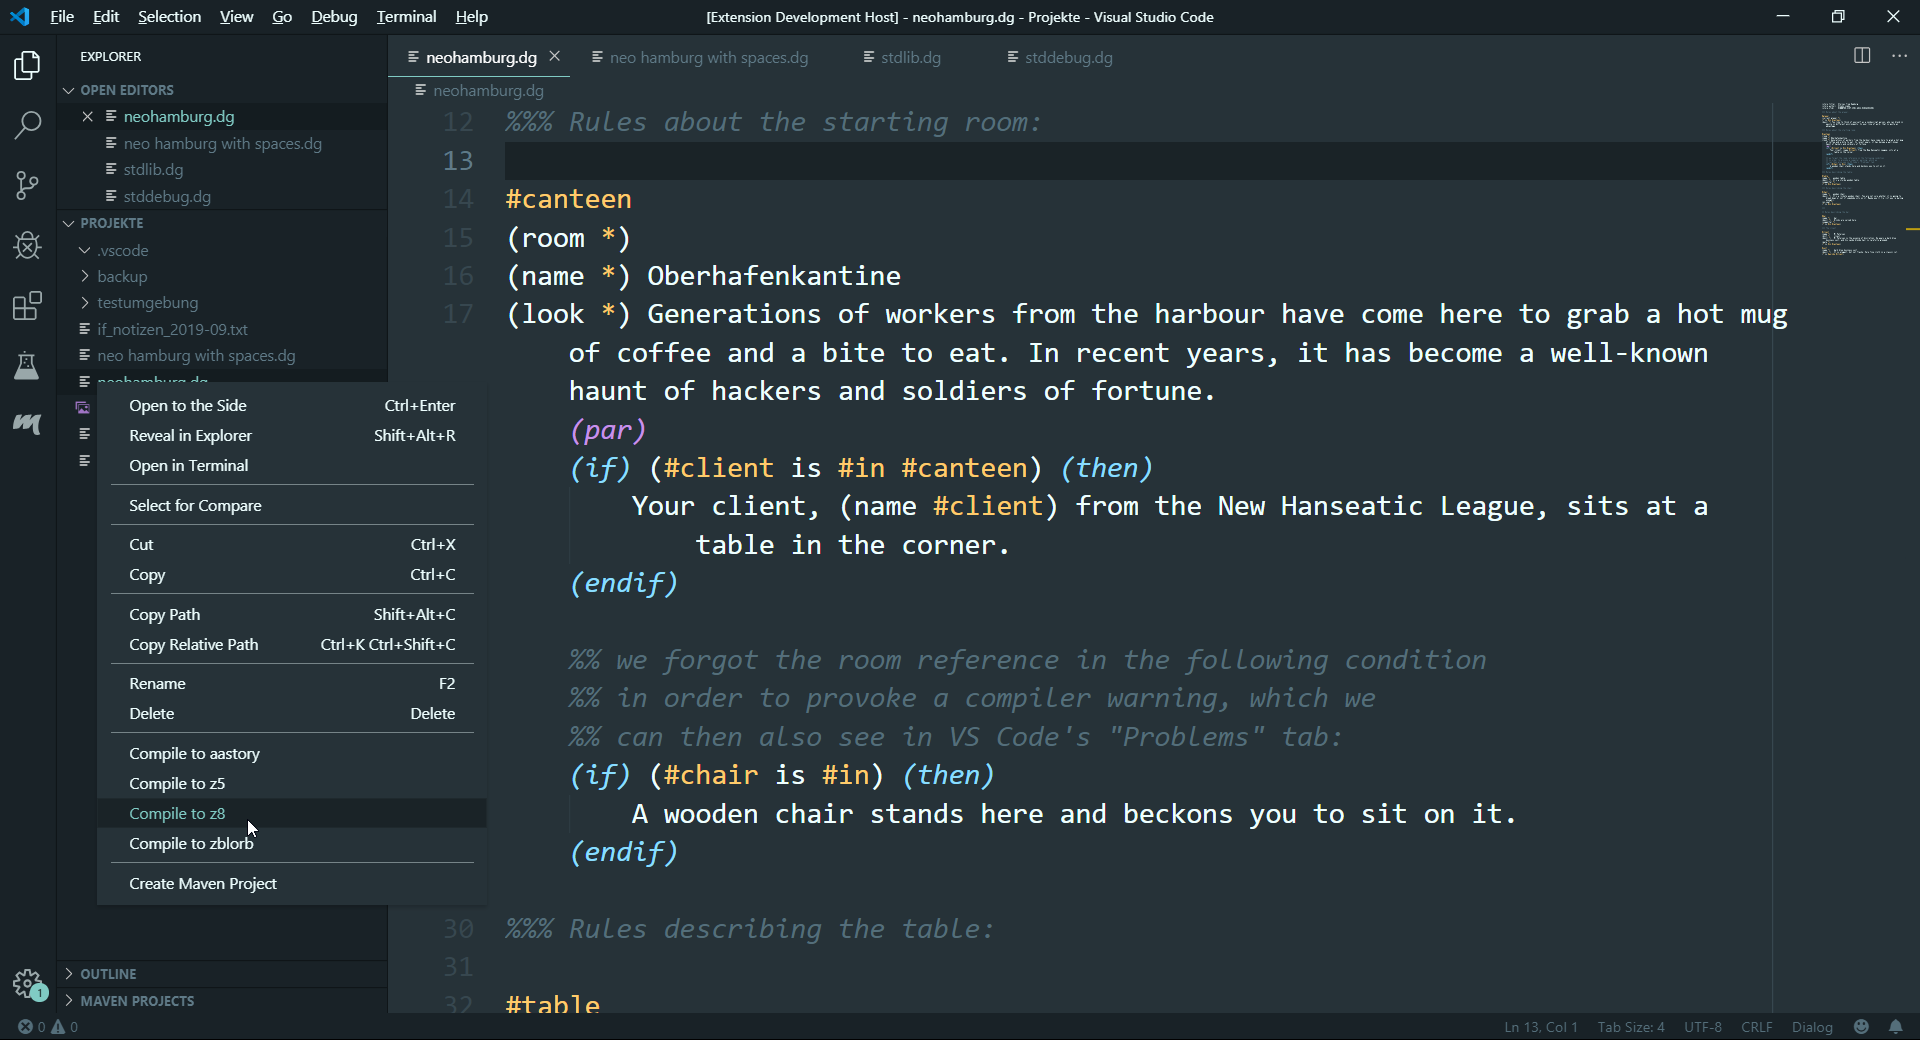 File Edit Selection View Go Debug Terminal Help
[Extension Development Host] - neohamburg.dg - Projekte - Visual Studio Code
EXPLORER
OPEN EDITORS
neohamburg.dg
neo hamburg with spaces.dg
stdlib.dg
stddebug.dg
PROJEKTE
.vscode
backup
testumgebung
if_notizen_2019-09.txt
neo hamburg with spaces.dg
neohamburg.dg
Open to the Side Ctrl+Enter
Reveal in Explorer Shift+Alt+R
Open in Terminal
Select for Compare
Cut Ctrl+X
Copy Ctrl+C
Copy Path Shift+Alt+C
Copy Relative Path Ctrl+K Ctrl+Shift+C
Rename F2
Delete Delete
Compile to aastory
Compile to z5
Compile to z8
Compile to zblorb
Create Maven Project
OUTLINE
MAVEN PROJECTS
1
neohamburg.dg neo hamburg with spaces.dg stdlib.dg stddebug.dg
neohamburg.dg
12 %%% Rules about the starting room:
13
14 #canteen
15 (room *)
16 (name *) Oberhafenkantine
17 (look *) Generations of workers from the harbour have come here to grab a hot mug
of coffee and a bite to eat. In recent years, it has become a well-known
haunt of hackers and soldiers of fortune.
(par)
(if) (#client is #in #canteen) (then)
Your client, (name #client) from the New Hanseatic League, sits at a
table in the corner.
(endif)
%% we forgot the room reference in the following condition
%% in order to provoke a compiler warning, which we
%% can then also see in VS Code's "Problems" tab:
(if) (#chair is #in) (then)
A wooden chair stands here and beckons you to sit on it.
(endif)
30 %%% Rules describing the table:
31
32 #table
0 0
Ln 13, Col 1 Tab Size: 4 UTF-8 CRLF Dialog